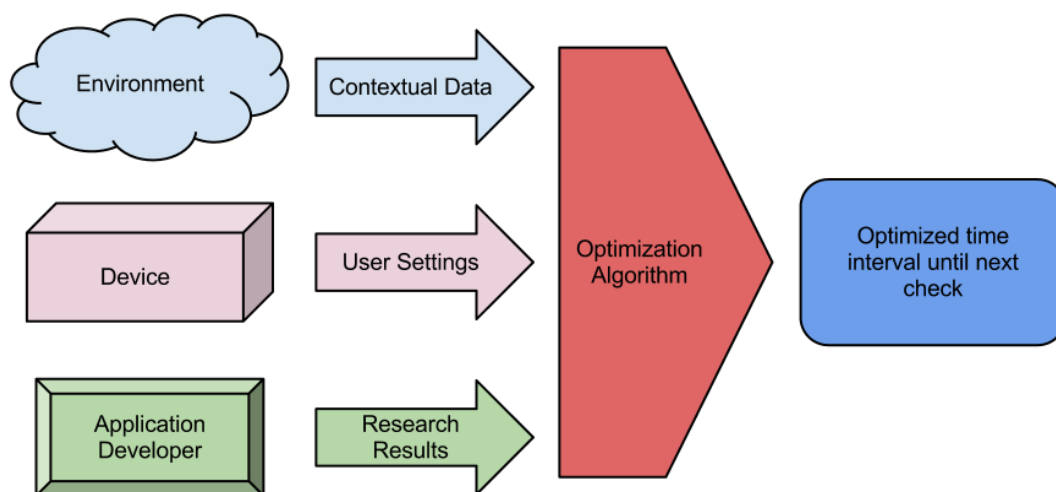 Environment
Contextual Data
Device
User Settings
Application
Developer
Research
Results
Optimization
Algorithm
Optimized time
interval until next
check